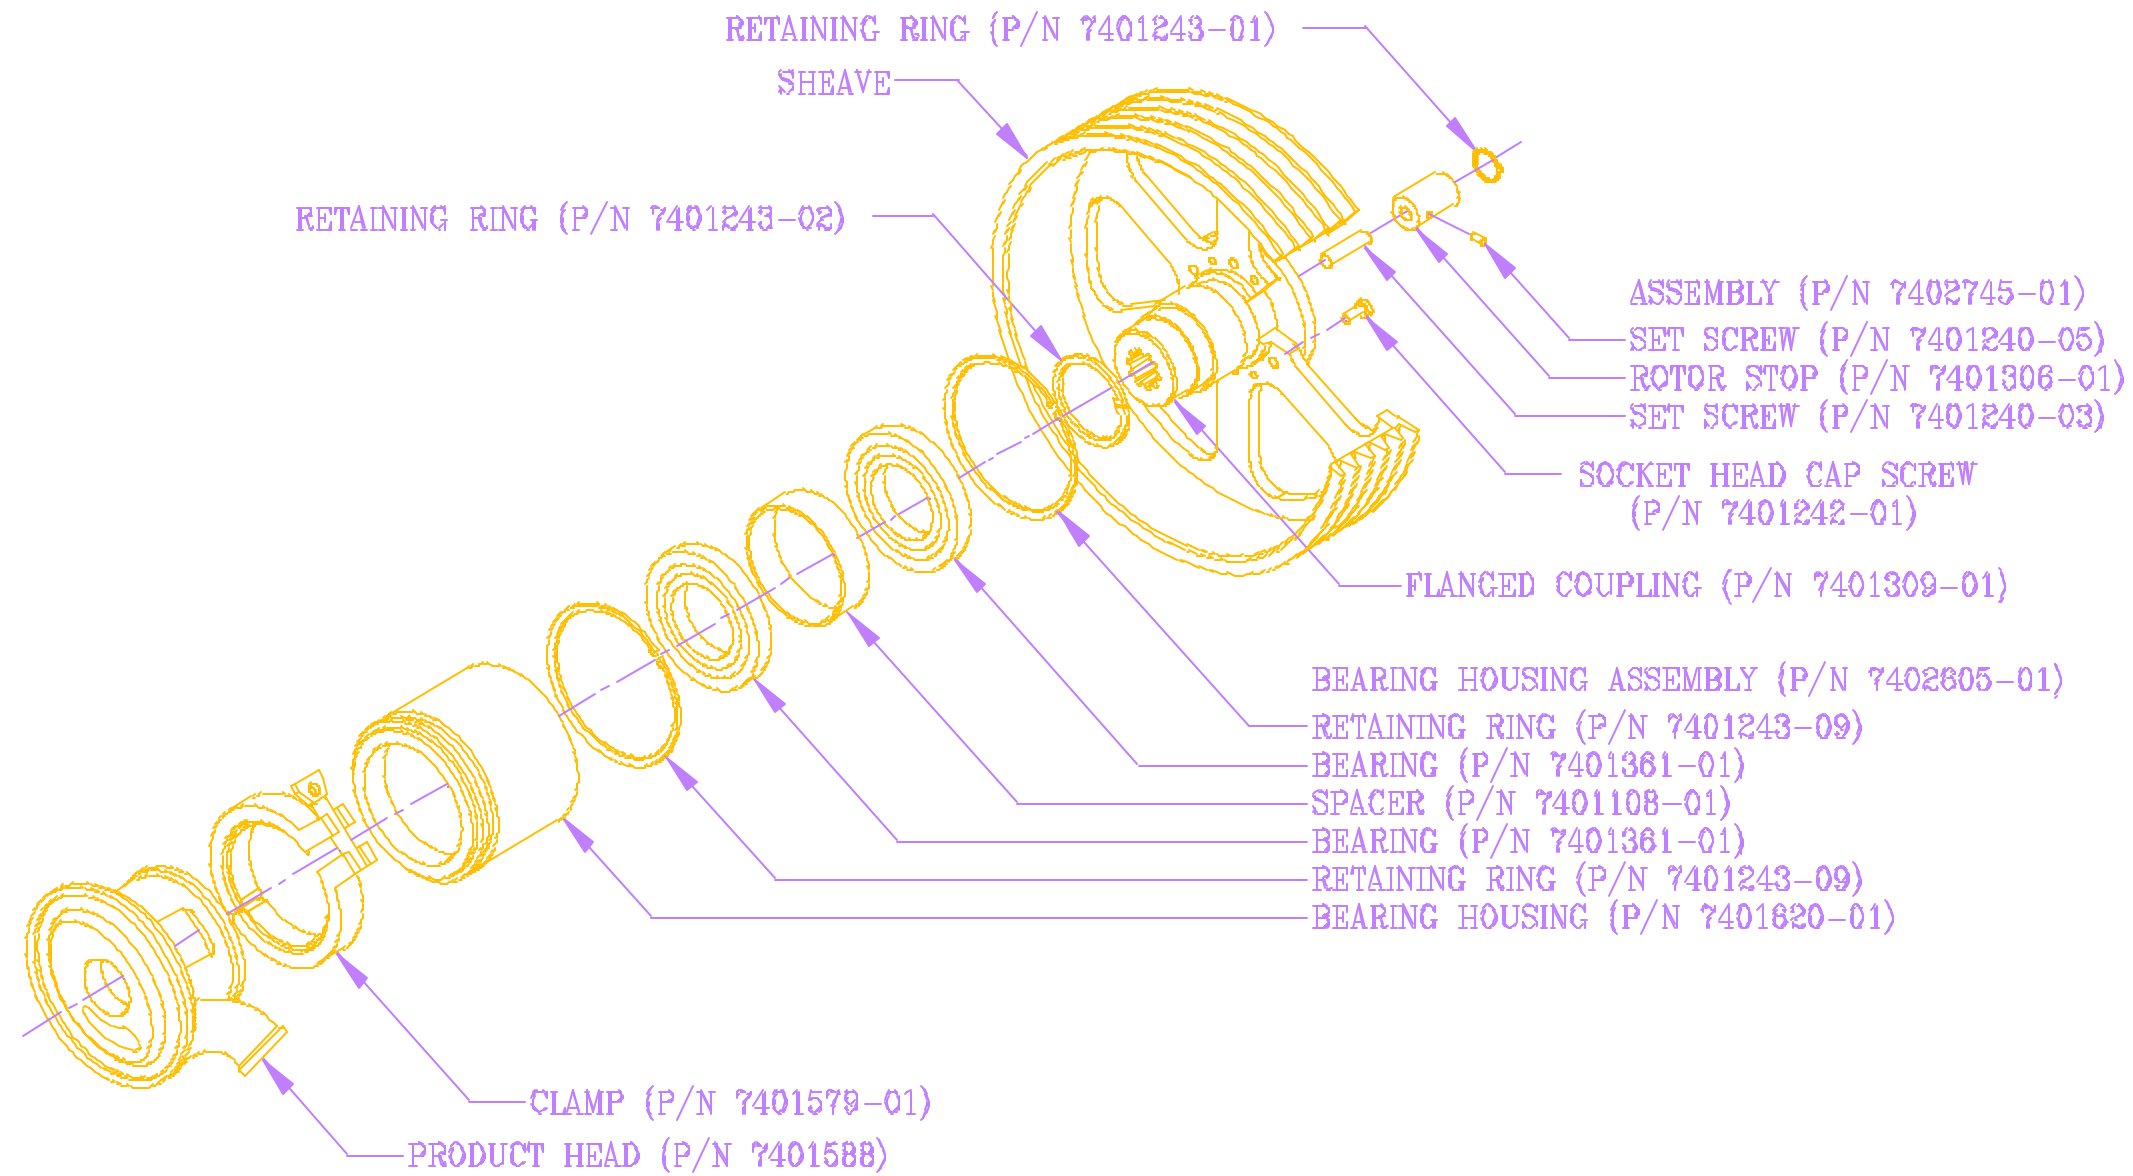 RETAINING RING (P/N 7401243-01)
SHEAVE
RETAINING RING (P/N 7401243-02)
ASSEMBLY (P/N 7402745-01)
SET SCREW (P/N 7401240-05)
ROTOR STOP (P/N 7401306-01)
SET SCREW (P/N 7401240-03)
SOCKET HEAD CAP SCREW
(P/N 7401242-01)
FLANGED COUPLING (P/N 7401309-01)
BEARING HOUSING ASSEMBLY (P/N 7402605-01)
RETAINING RING (P/N 7401243-09)
BEARING (P/N 7401361-01)
SPACER (P/N 7401108-01)
BEARING (P/N 7401361-01)
RETAINING RING (P/N 7401243-09)
BEARING HOUSING (P/N 7401620-01)
CLAMP (P/N 7401579-01)
PRODUCT HEAD (P/N 7401588)